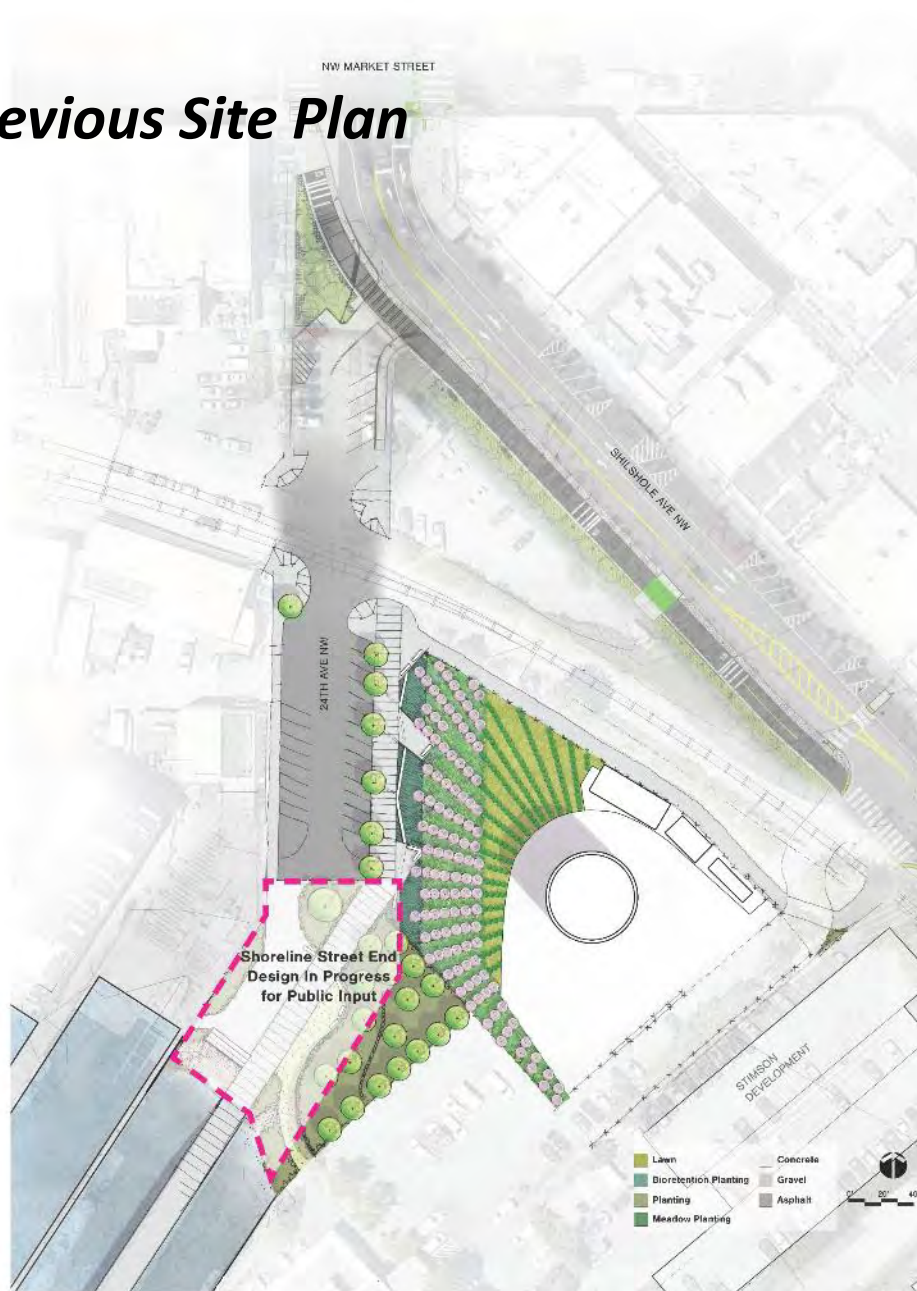 NW MARKET STREET
evious Site Plan
SHILSHOLE AVE NW
24TH AVE NW
Shoreline Street End
Design In Progress
for Public Input
STIMSON
DEVELOPMENT
Lawn
Bioretention Planting
Planting
Meadow Planting
Concrete
Gravel
Asphalt
0' 20' 40